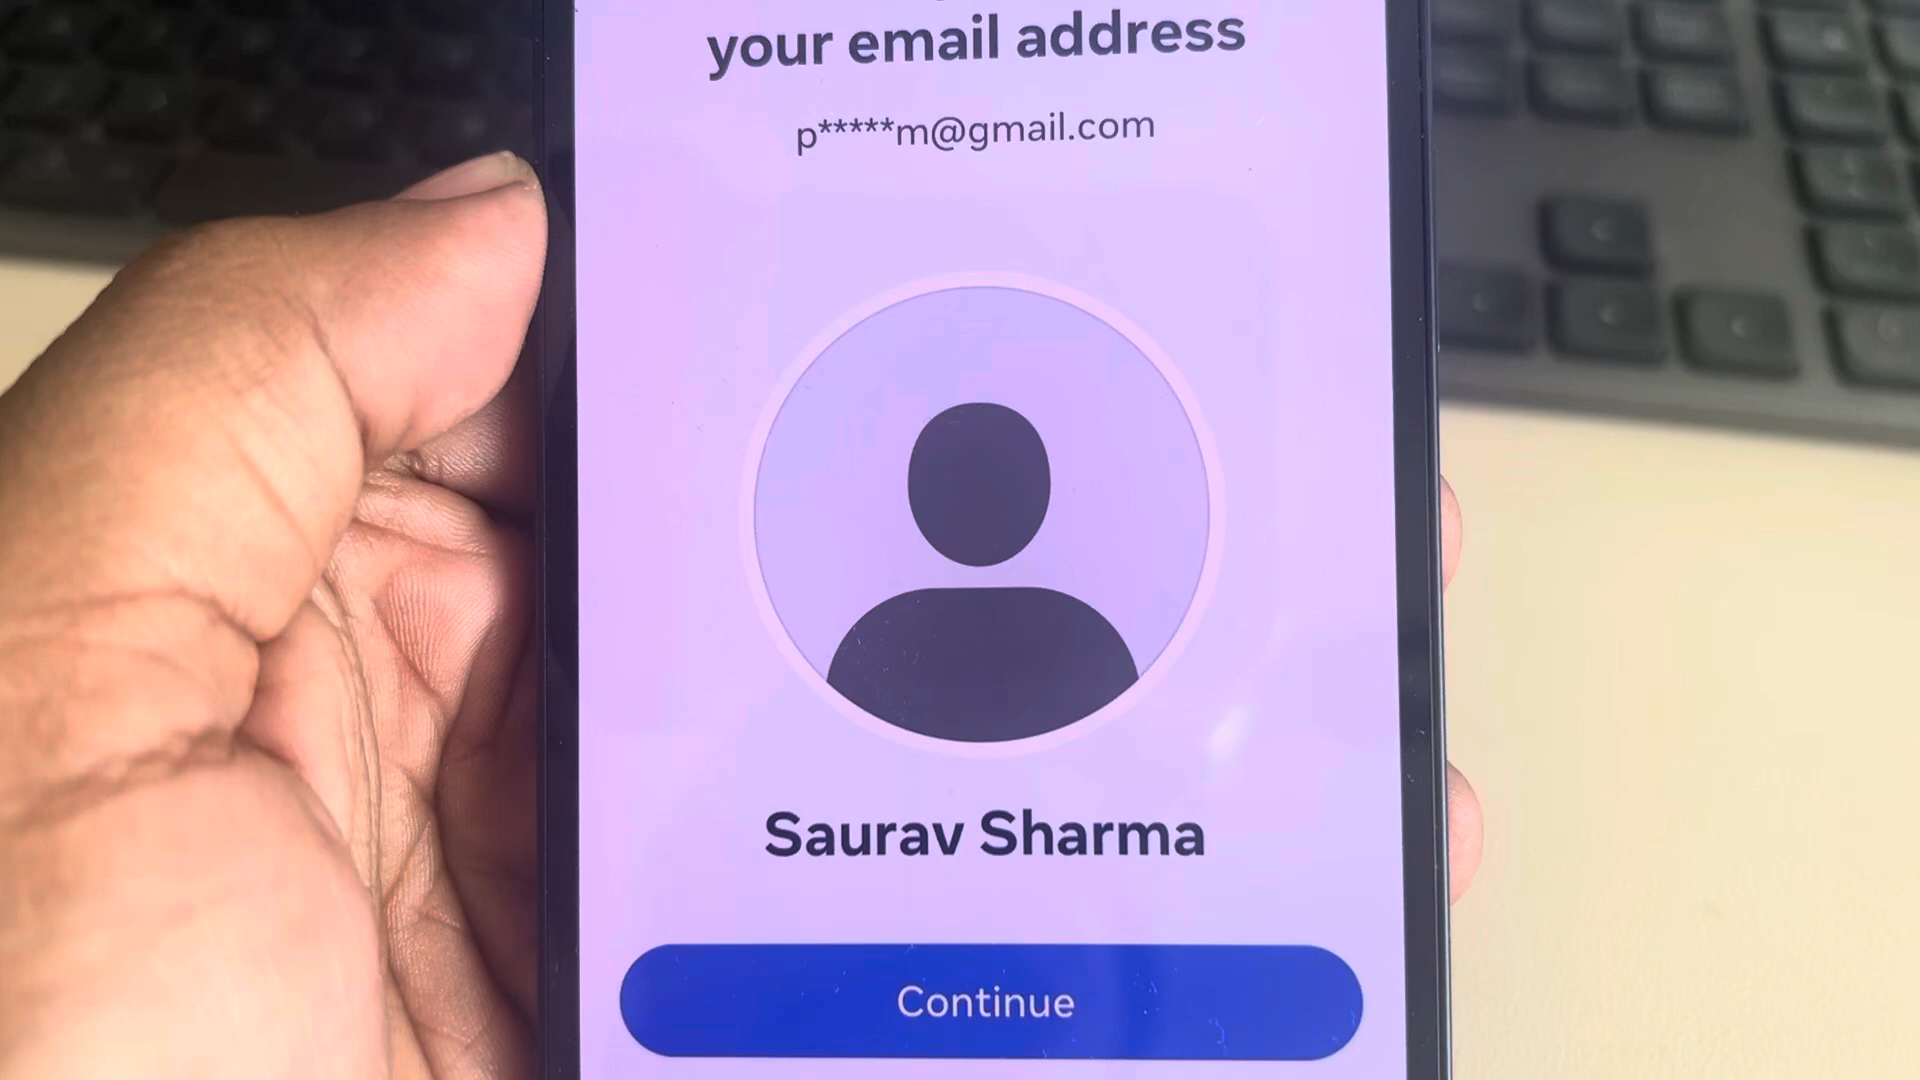 your email address
p*****m@gmail.com
Saurav Sharma
Continue